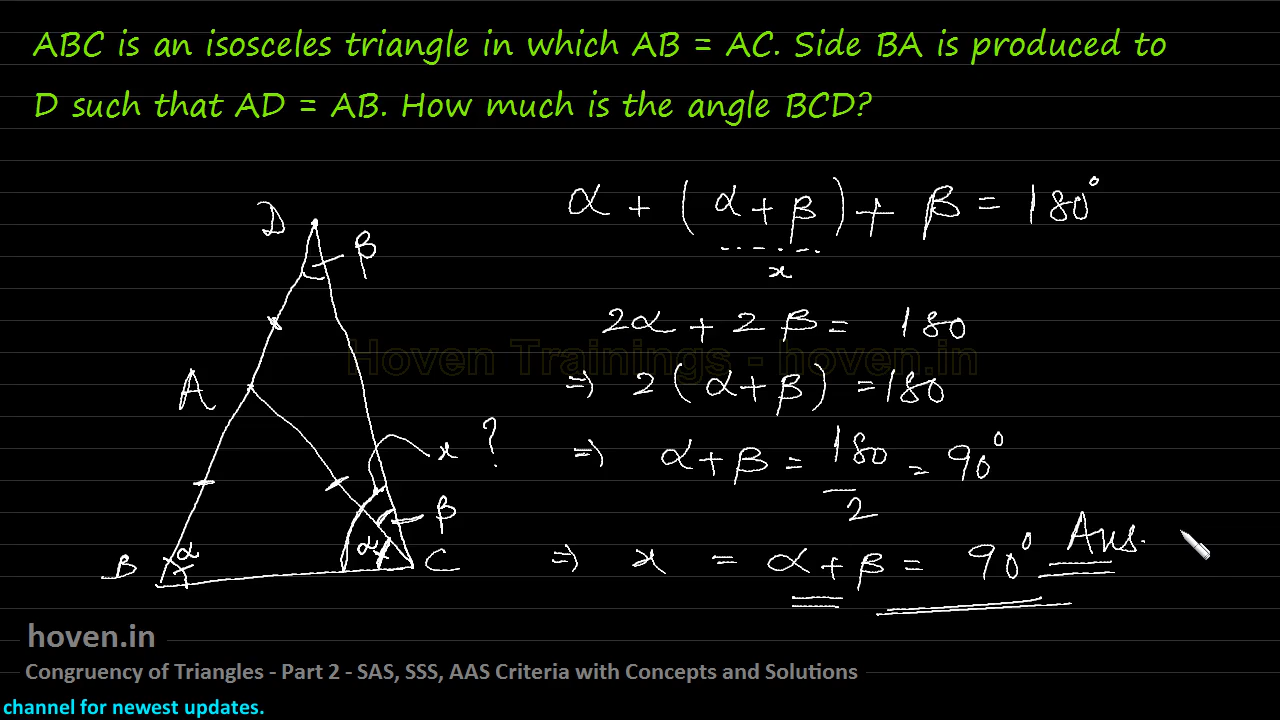 ABC is an isosceles triangle in which AB = AC. Side BA is produced to
D such that AD = AB. How much is the angle BCD?
α + (α + β) + β = 180°
x
D
β
2α + 2β = 180
Hoven Trainings - hoven.in
A
⇒ 2(α + β) = 180
x ?
⇒ α + β = 180/2 = 90°
β
B
α
α
C
⇒ x = α + β = 90° Ans.
hoven.in
Congruency of Triangles - Part 2 - SAS, SSS, AAS Criteria with Concepts and Solutions
channel for newest updates.